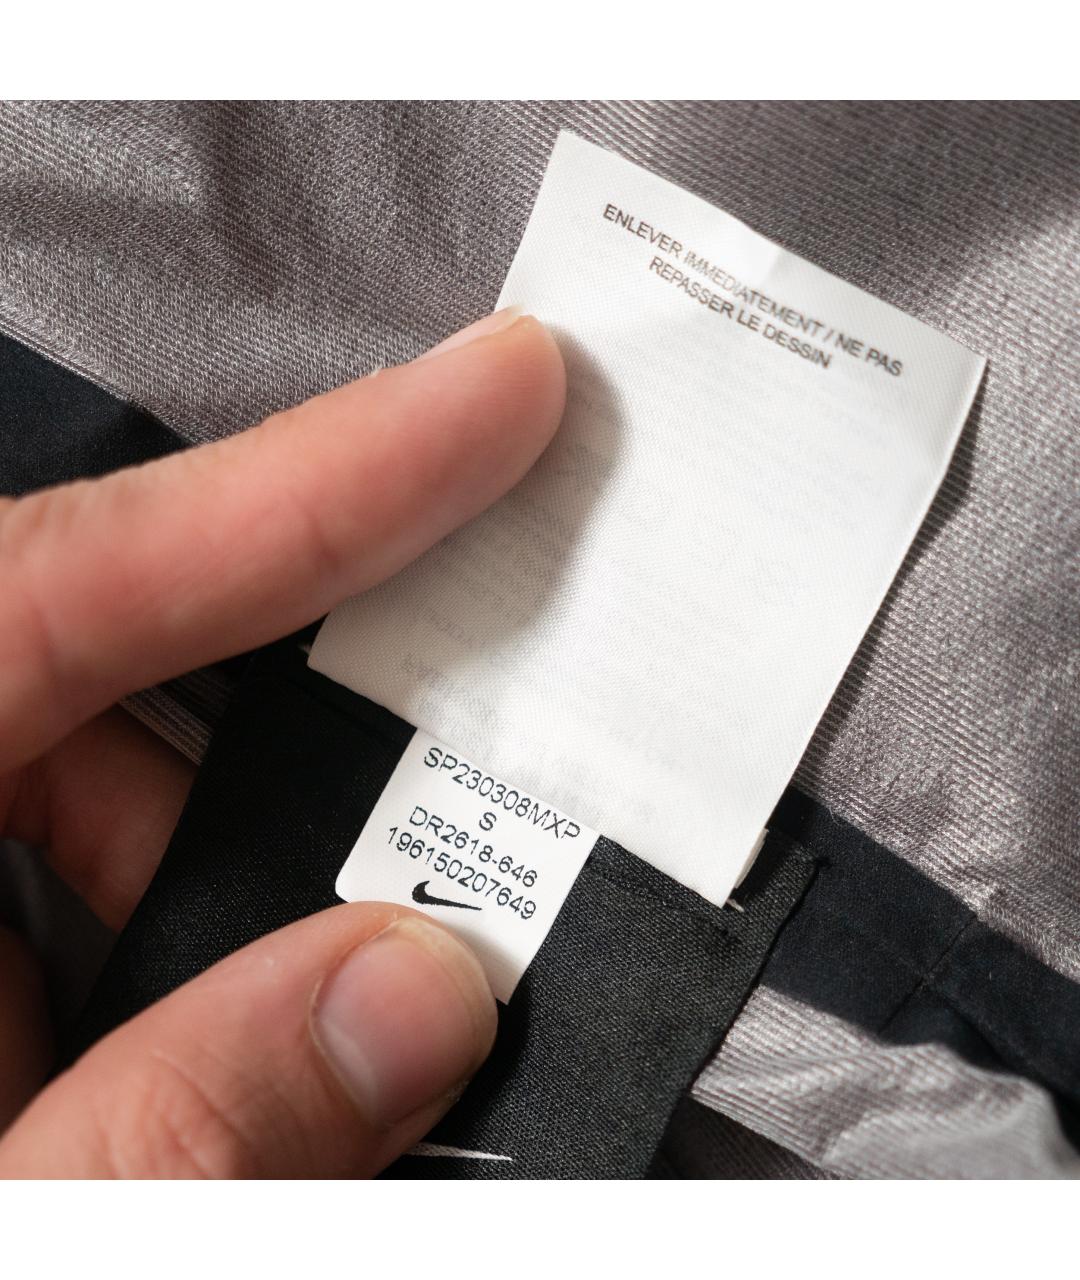 ENLEVER IMMEDIATEMENT / NE PAS
REPASSER LE DESSIN
SP230308MXP
S
DR2618-646
196150207649